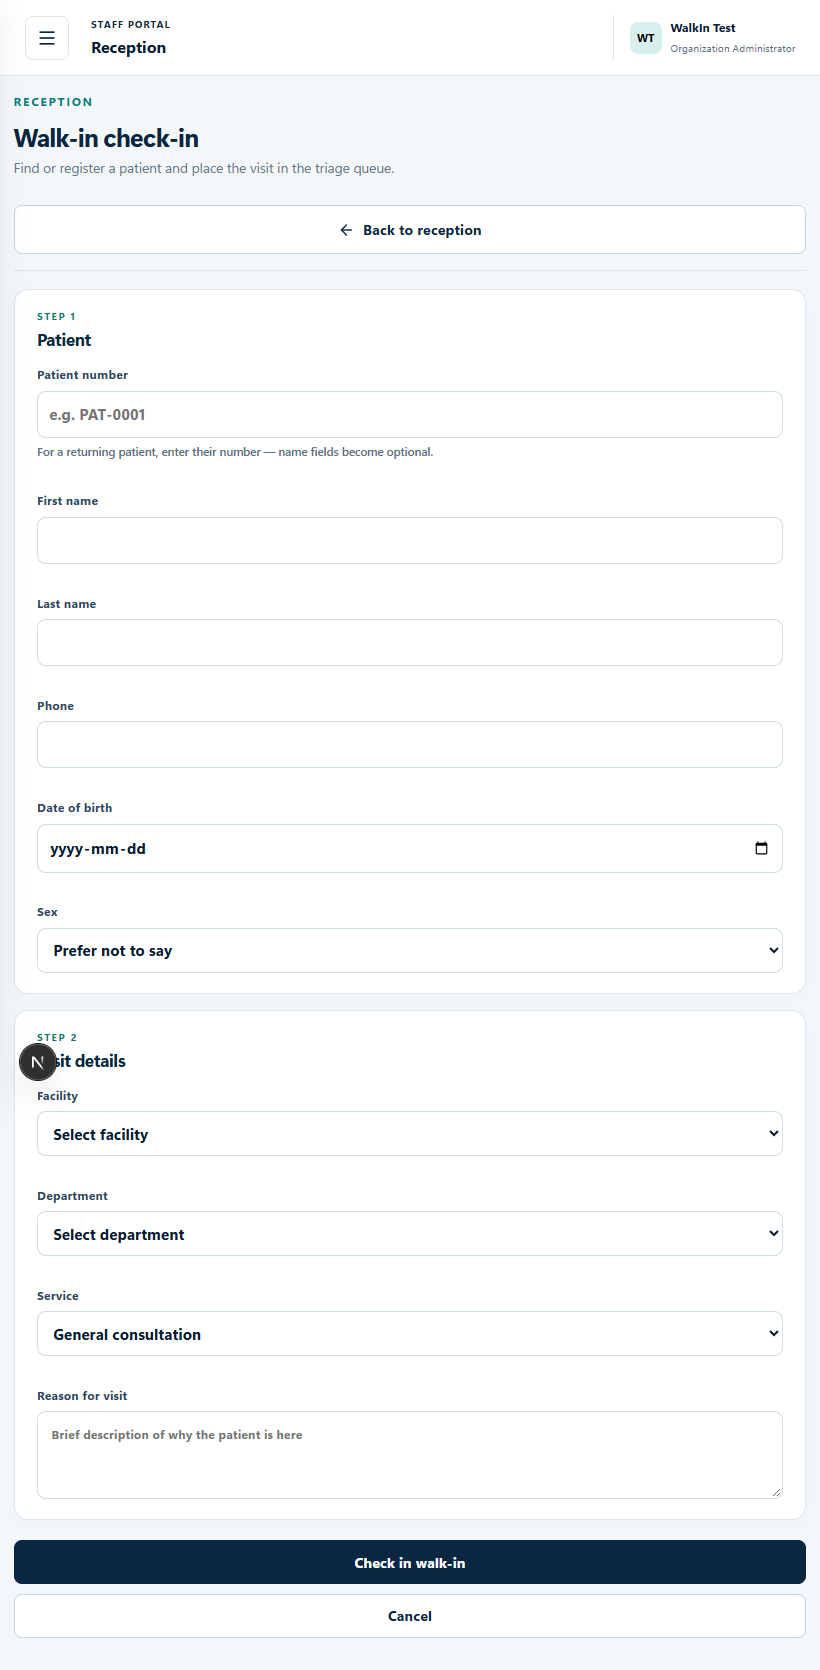 STAFF PORTAL
Reception
WT
WalkIn Test
Organization Administrator
RECEPTION
Walk-in check-in
Find or register a patient and place the visit in the triage queue.
← Back to reception
STEP 1
Patient
Patient number
e.g. PAT-0001
For a returning patient, enter their number — name fields become optional.
First name
Last name
Phone
Date of birth
yyyy-mm-dd
Sex
Prefer not to say
STEP 2
N
sit details
Facility
Select facility
Department
Select department
Service
General consultation
Reason for visit
Brief description of why the patient is here
Check in walk-in
Cancel